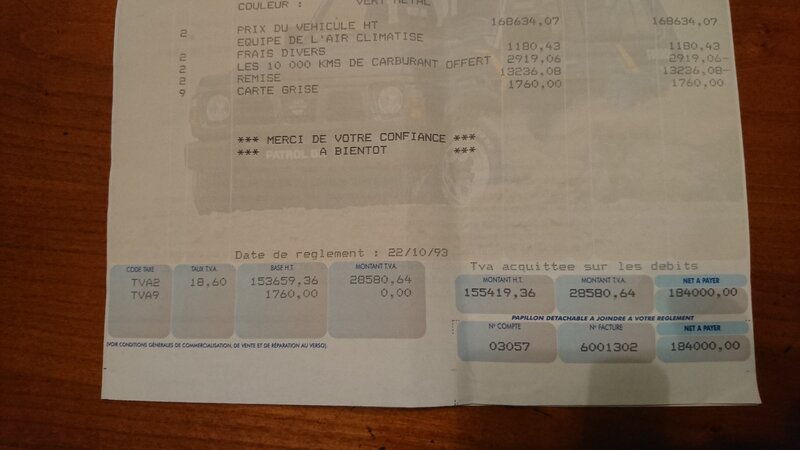 COULEUR : VERT METAL
2 PRIX DU VEHICULE HT 168634,07 168634,07
EQUIPE DE L'AIR CLIMATISE
2 FRAIS DIVERS 1180,43 1180,43
2 LES 10 000 KMS DE CARBURANT OFFERT 2919,06 2919,06-
2 REMISE 13236,08 13236,08-
9 CARTE GRISE 1760,00 1760,00
*** MERCI DE VOTRE CONFIANCE ***
*** A BIENTOT ***
PATROL
Date de reglement : 22/10/93
Tva acquittee sur les debits
CODE TAXE TAUX T.V.A. BASE H.T. MONTANT T.V.A.
TVA2 18,60 153659,36 28580,64
TVA9 1760,00 0,00
MONTANT H.T. MONTANT T.V.A. NET A PAYER
155419,36 28580,64 184000,00
PAPILLON DETACHABLE A JOINDRE A VOTRE REGLEMENT
N° COMPTE N° FACTURE NET A PAYER
03057 6001302 184000,00
(VOIR CONDITIONS GÉNÉRALES DE COMMERCIALISATION, DE VENTE ET DE RÉPARATION AU VERSO).